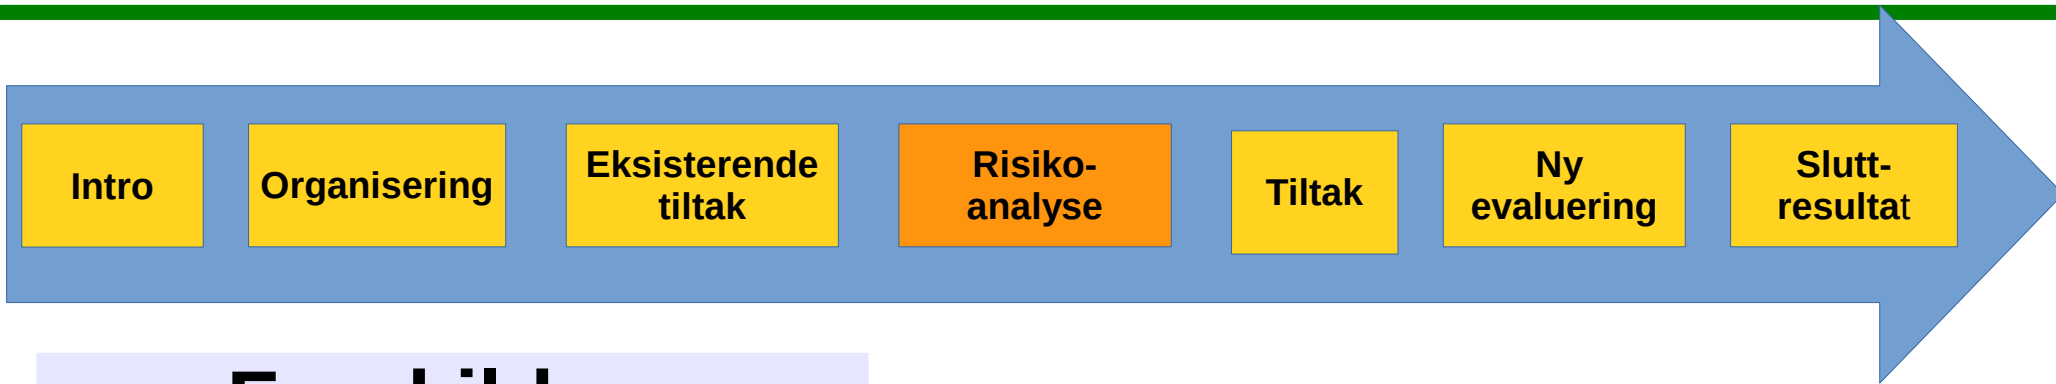 Intro
Organisering
Eksisterende
tiltak
Risiko-
analyse
Tiltak
Ny
evaluering
Slutt-
resultat